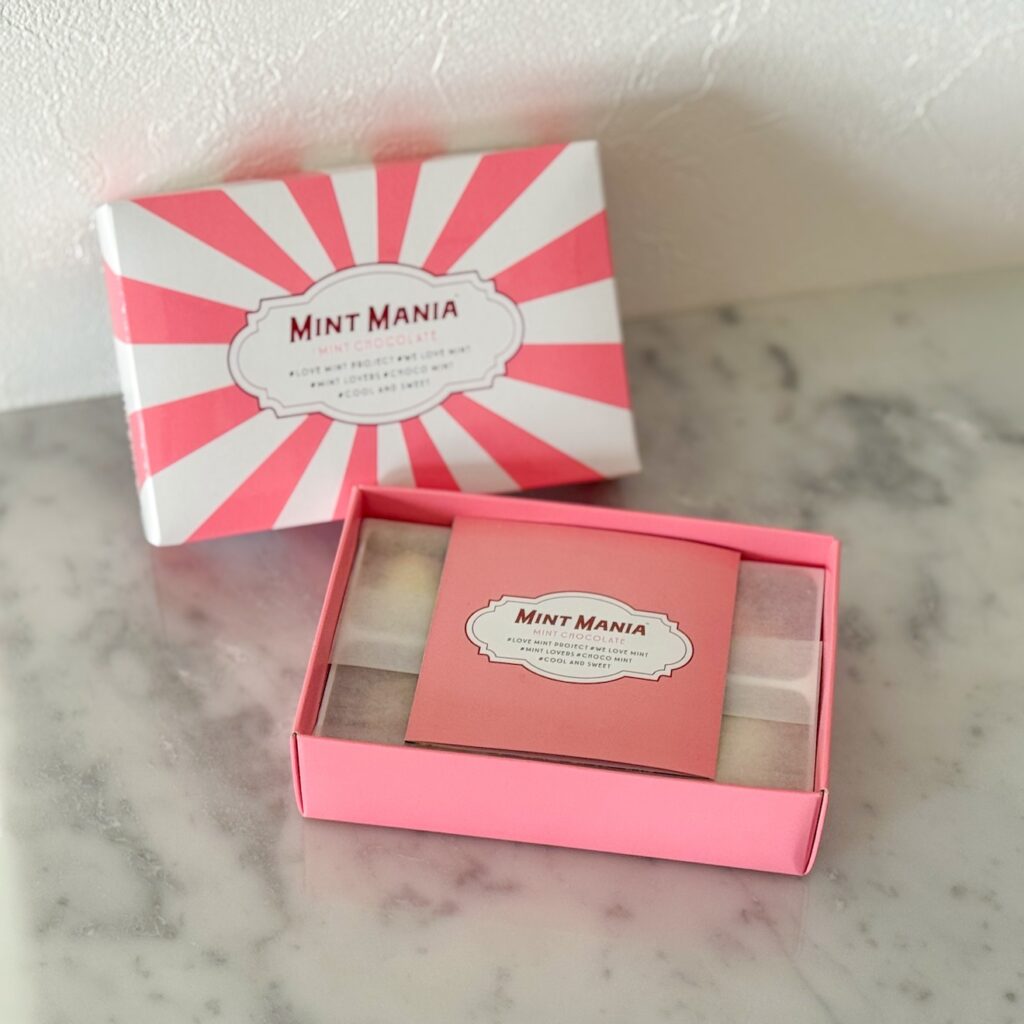 MINT MANIA
MINT CHOCOLATE
#LOVE MINT PROJECT #WE LOVE MINT
#MINT LOVERS #CHOCO MINT
#COOL AND SWEET
MINT MANIA
MINT CHOCOLATE
#LOVE MINT PROJECT #WE LOVE MINT
#MINT LOVERS #CHOCO MINT
#COOL AND SWEET